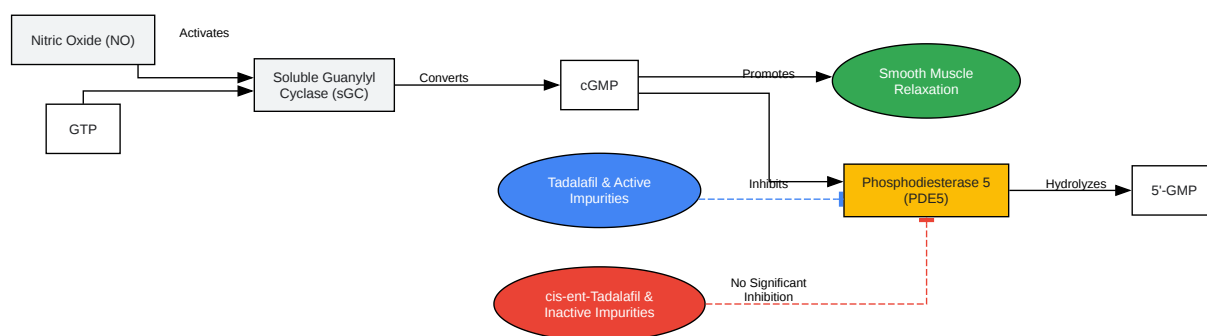 Nitric Oxide (NO)
Activates
GTP
Soluble Guanylyl
Cyclase (sGC)
Converts
cGMP
Promotes
Smooth Muscle
Relaxation
Tadalafil & Active
Impurities
Inhibits
Phosphodiesterase 5
(PDE5)
Hydrolyzes
5'-GMP
cis-ent-Tadalafil &
Inactive Impurities
No Significant
Inhibition